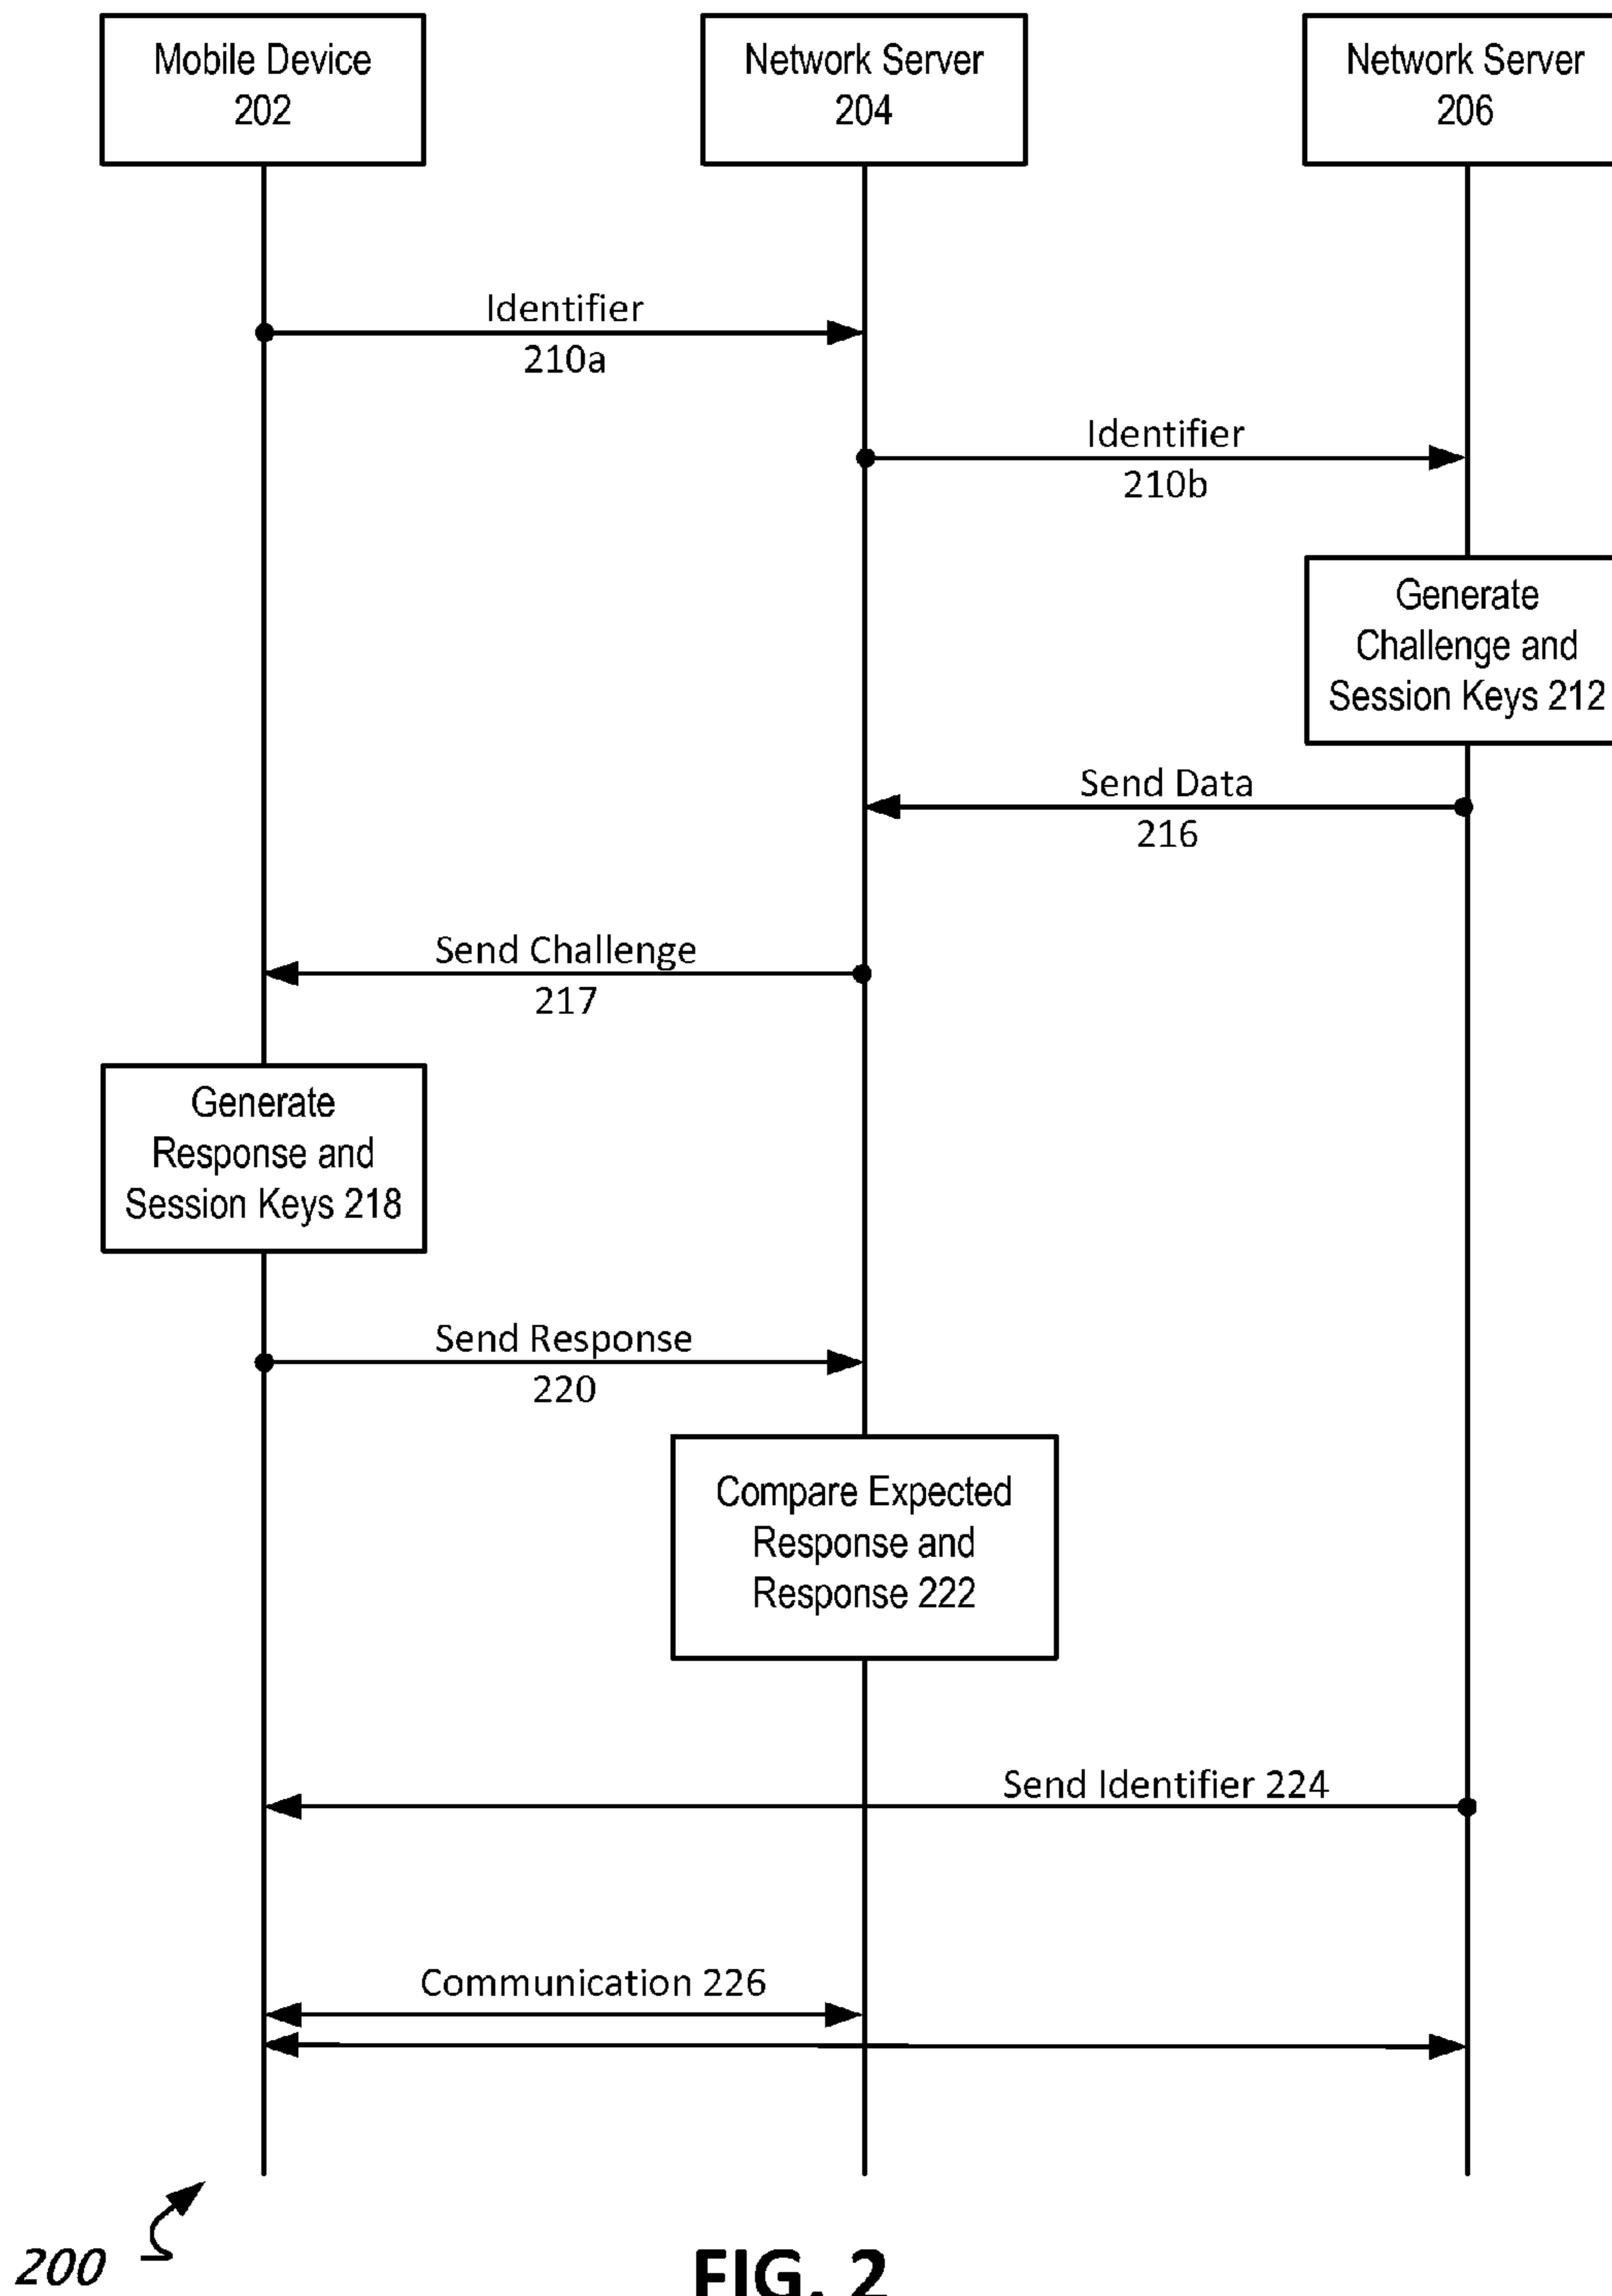 Mobile Device
202
Network Server
204
Network Server
206
Identifier
210a
Identifier
210b
Generate
Challenge and
Session Keys 212
Send Data
216
Send Challenge
217
Generate
Response and
Session Keys 218
Send Response
220
Compare Expected
Response and
Response 222
Send Identifier 224
Communication 226
200
FIG. 2